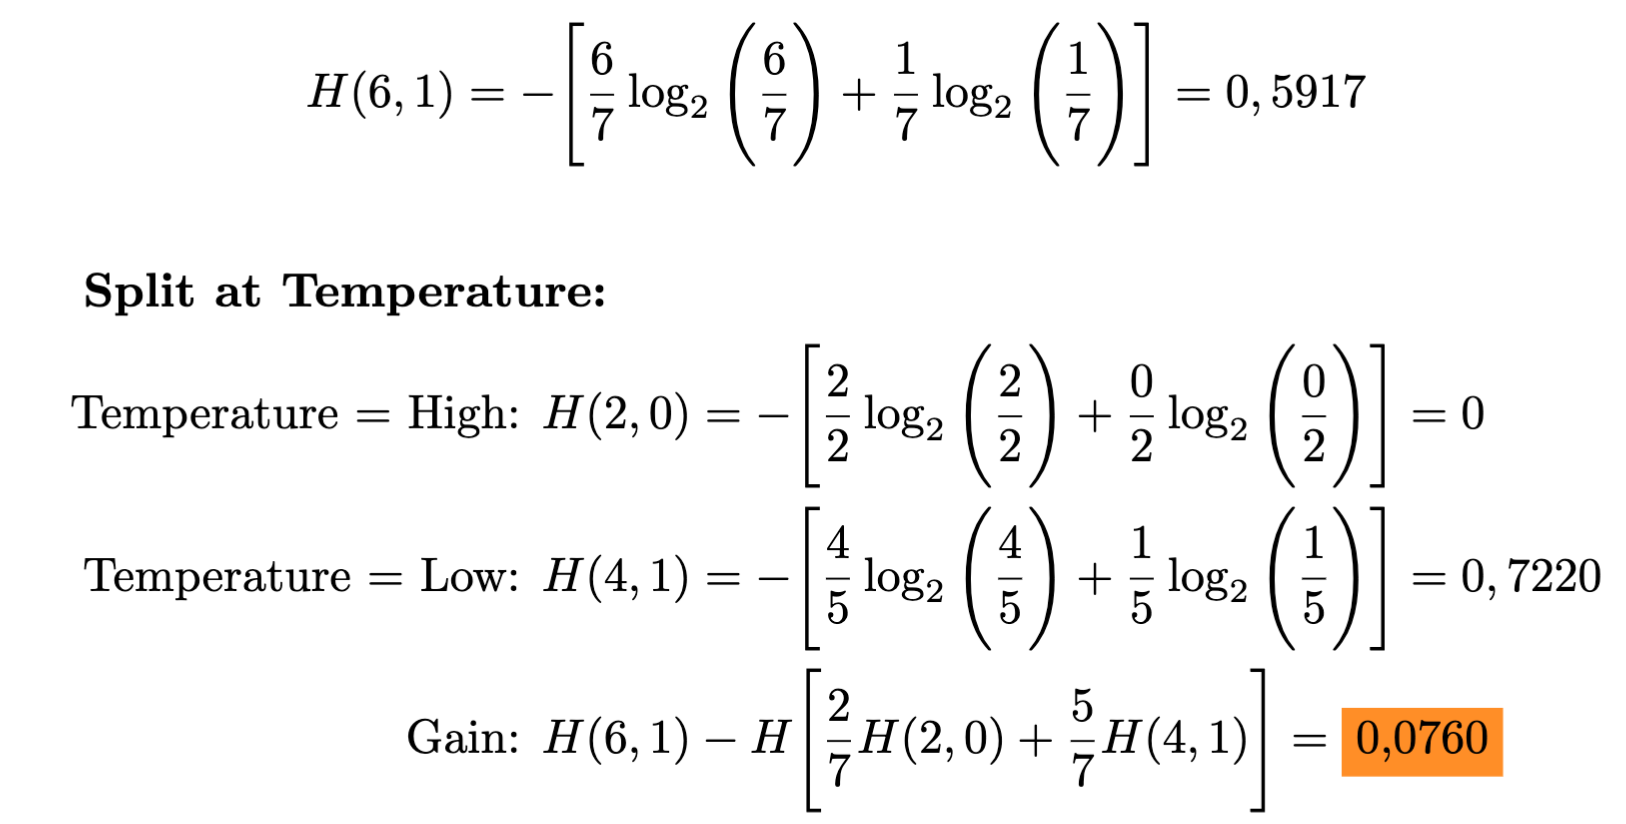 H(6, 1) = −[6/7 log₂(6/7) + 1/7 log₂(1/7)] = 0, 5917
Split at Temperature:
Temperature = High: H(2, 0) = −[2/2 log₂(2/2) + 0/2 log₂(0/2)] = 0
Temperature = Low: H(4, 1) = −[4/5 log₂(4/5) + 1/5 log₂(1/5)] = 0, 7220
Gain: H(6, 1) − H[2/7 H(2, 0) + 5/7 H(4, 1)] = 0,0760